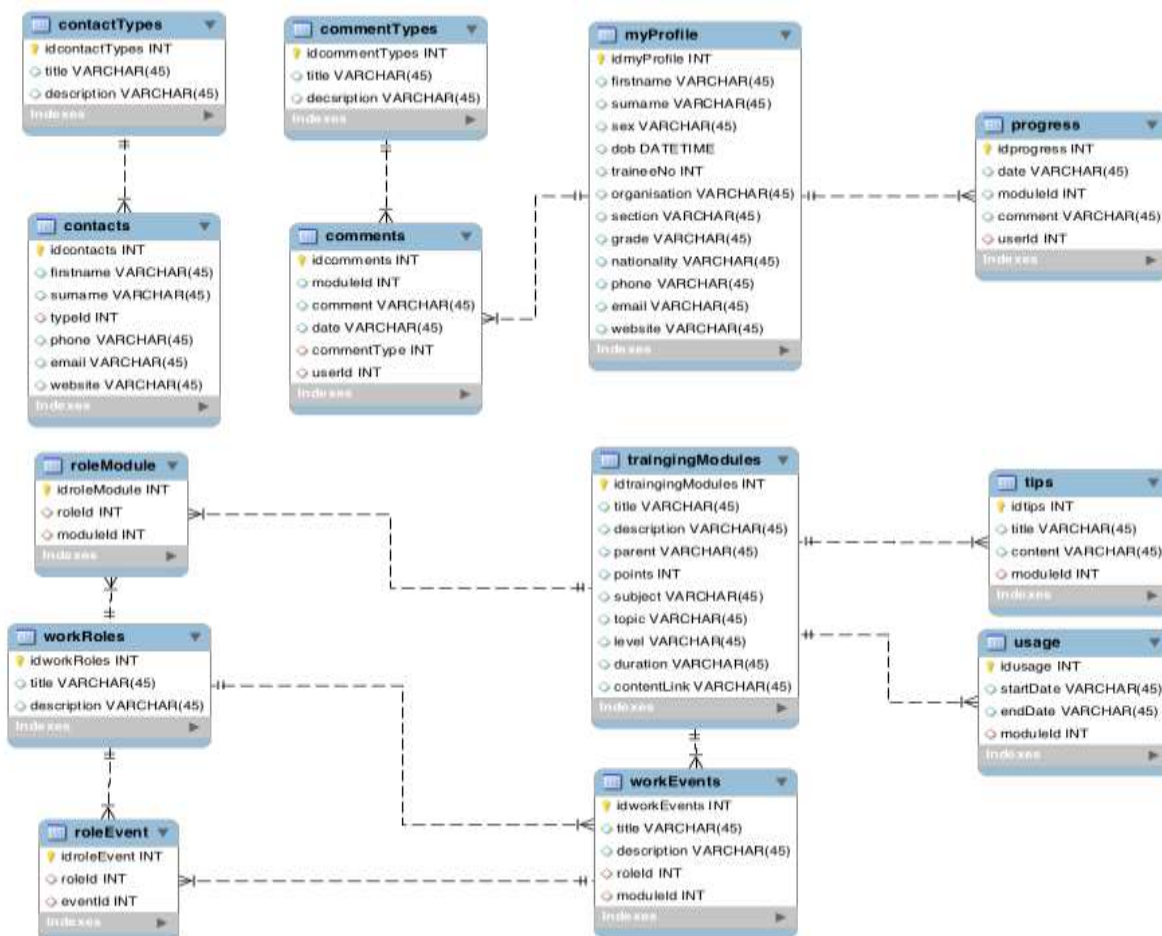 contactTypes
idcontactTypes INT
title VARCHAR(45)
description VARCHAR(45)
Indexes
commentTypes
idcommentTypes INT
title VARCHAR(45)
decsription VARCHAR(45)
Indexes
myProfile
idmyProfile INT
firstname VARCHAR(45)
surname VARCHAR(45)
sex VARCHAR(45)
dob DATETIME
traineeNo INT
organisation VARCHAR(45)
section VARCHAR(45)
grade VARCHAR(45)
nationality VARCHAR(45)
phone VARCHAR(45)
email VARCHAR(45)
website VARCHAR(45)
Indexes
progress
idprogress INT
date VARCHAR(45)
moduleId INT
comment VARCHAR(45)
userId INT
Indexes
contacts
idcontacts INT
firstname VARCHAR(45)
surname VARCHAR(45)
typeId INT
phone VARCHAR(45)
email VARCHAR(45)
website VARCHAR(45)
Indexes
comments
idcomments INT
moduleId INT
comment VARCHAR(45)
date VARCHAR(45)
commentType INT
userId INT
Indexes
roleModule
idroleModule INT
roleId INT
moduleId INT
Indexes
traingingModules
idtraingingModules INT
title VARCHAR(45)
description VARCHAR(45)
parent VARCHAR(45)
points INT
subject VARCHAR(45)
topic VARCHAR(45)
level VARCHAR(45)
duration VARCHAR(45)
contentLink VARCHAR(45)
Indexes
tips
idtips INT
title VARCHAR(45)
content VARCHAR(45)
moduleId INT
Indexes
workRoles
idworkRoles INT
title VARCHAR(45)
description VARCHAR(45)
Indexes
usage
idusage INT
startDate VARCHAR(45)
endDate VARCHAR(45)
moduleId INT
Indexes
roleEvent
idroleEvent INT
roleId INT
eventId INT
Indexes
workEvents
idworkEvents INT
title VARCHAR(45)
description VARCHAR(45)
roleId INT
moduleId INT
Indexes